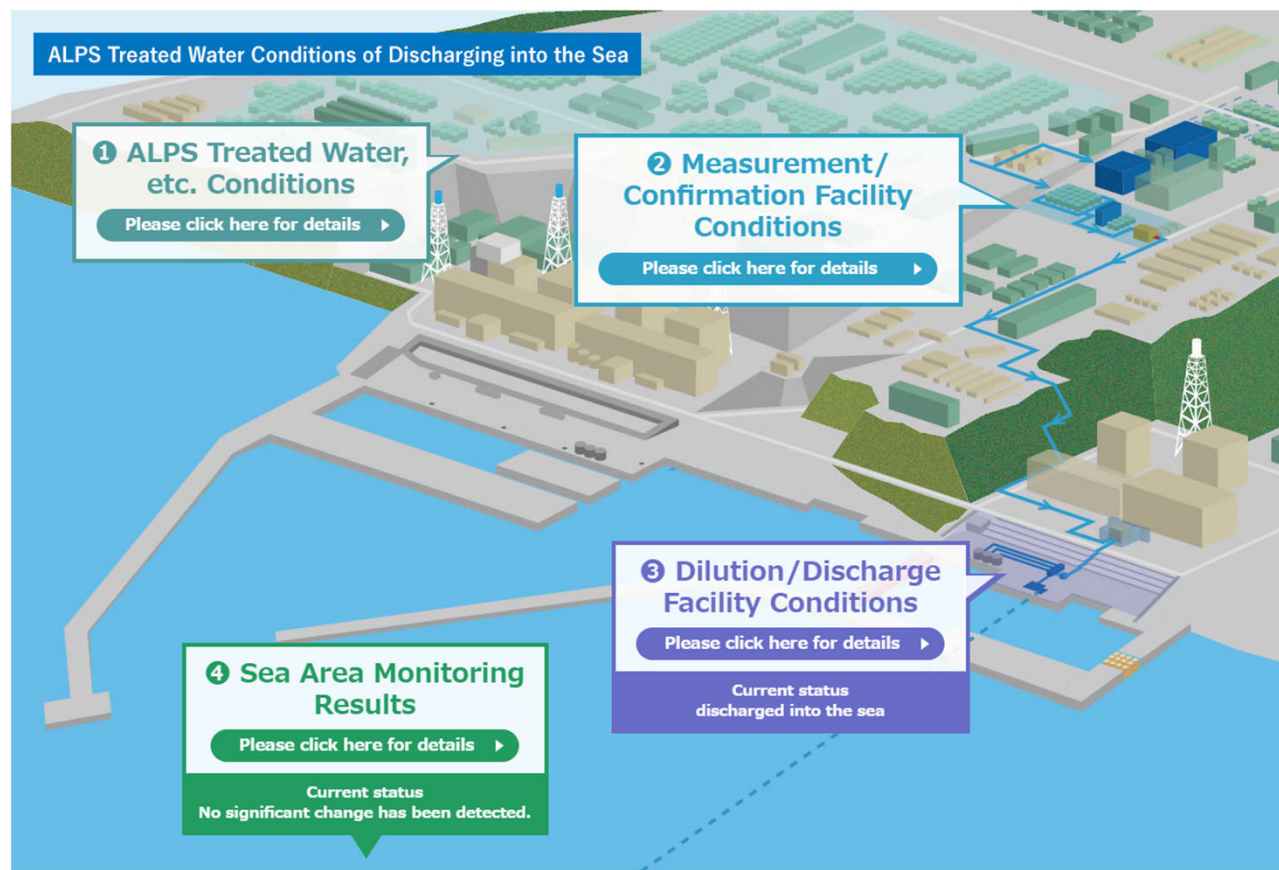 ALPS Treated Water Conditions of Discharging into the Sea
❶ ALPS Treated Water,
etc. Conditions
Please click here for details
❷ Measurement/
Confirmation Facility
Conditions
Please click here for details
❸ Dilution/Discharge
Facility Conditions
Please click here for details
Current status
discharged into the sea
❹ Sea Area Monitoring
Results
Please click here for details
Current status
No significant change has been detected.